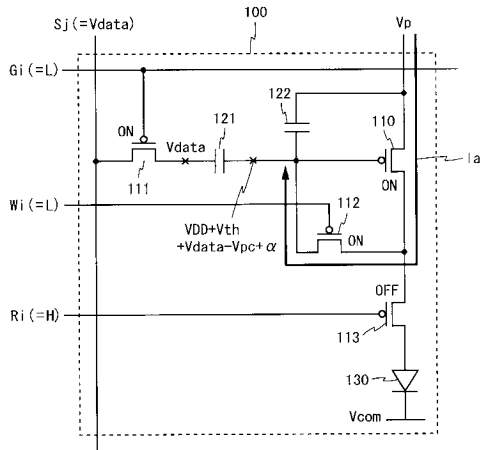 Sj(=Vdata)
100
Vp
Gi(=L)
122
110
ON
121
Vdata
Ia
111
ON
Wi(=L)
112
VDD+Vth
+Vdata-Vpc+α
ON
OFF
Ri(=H)
113
130
Vcom